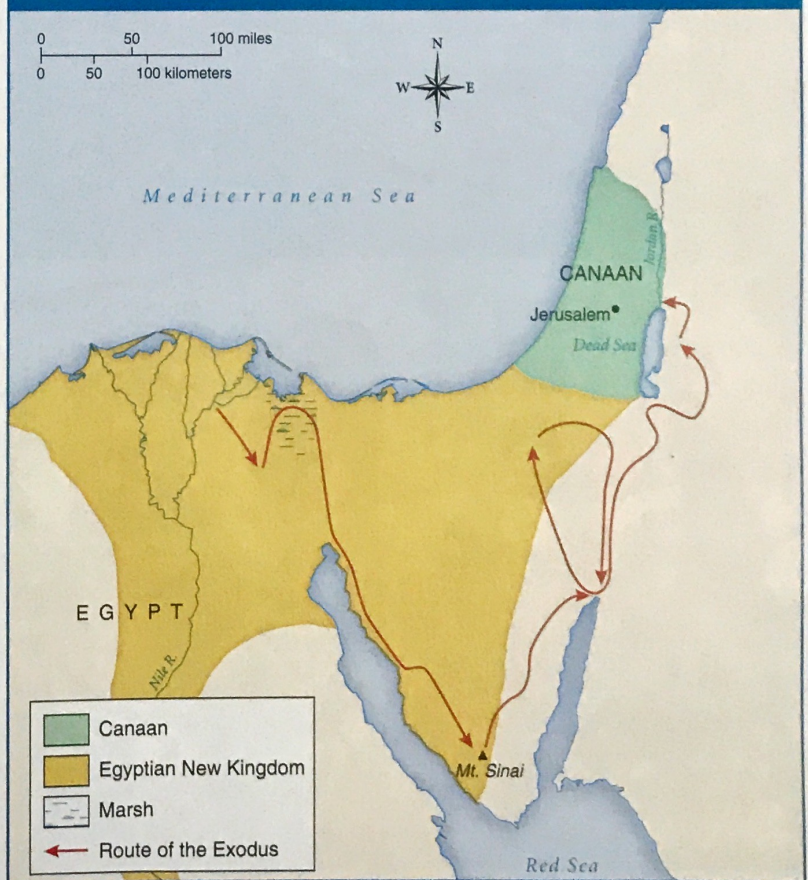 0 50 100 miles
0 50 100 kilometers
N
W E
S
Mediterranean Sea
Jordan R.
CANAAN
Jerusalem
Dead Sea
EGYPT
Nile R.
Mt. Sinai
Red Sea
Canaan
Egyptian New Kingdom
Marsh
Route of the Exodus